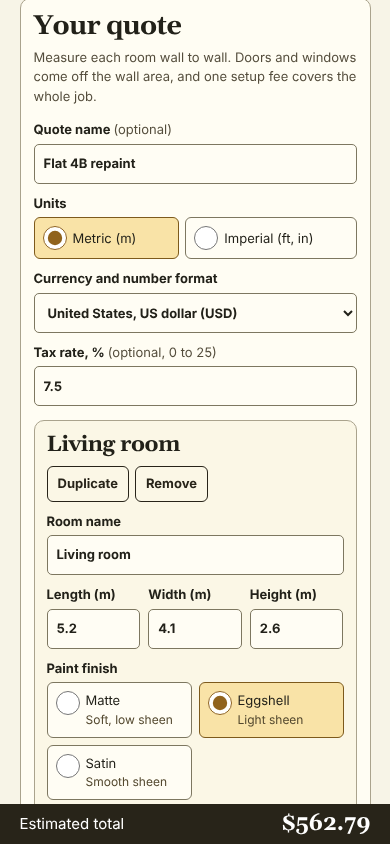 Your quote
Measure each room wall to wall. Doors and windows
come off the wall area, and one setup fee covers the
whole job.
Quote name (optional)
Flat 4B repaint
Units
Metric (m)
Imperial (ft, in)
Currency and number format
United States, US dollar (USD)
Tax rate, % (optional, 0 to 25)
7.5
Living room
Duplicate
Remove
Room name
Living room
Length (m)
Width (m)
Height (m)
5.2
4.1
2.6
Paint finish
Matte
Soft, low sheen
Eggshell
Light sheen
Satin
Smooth sheen
Estimated total
$562.79